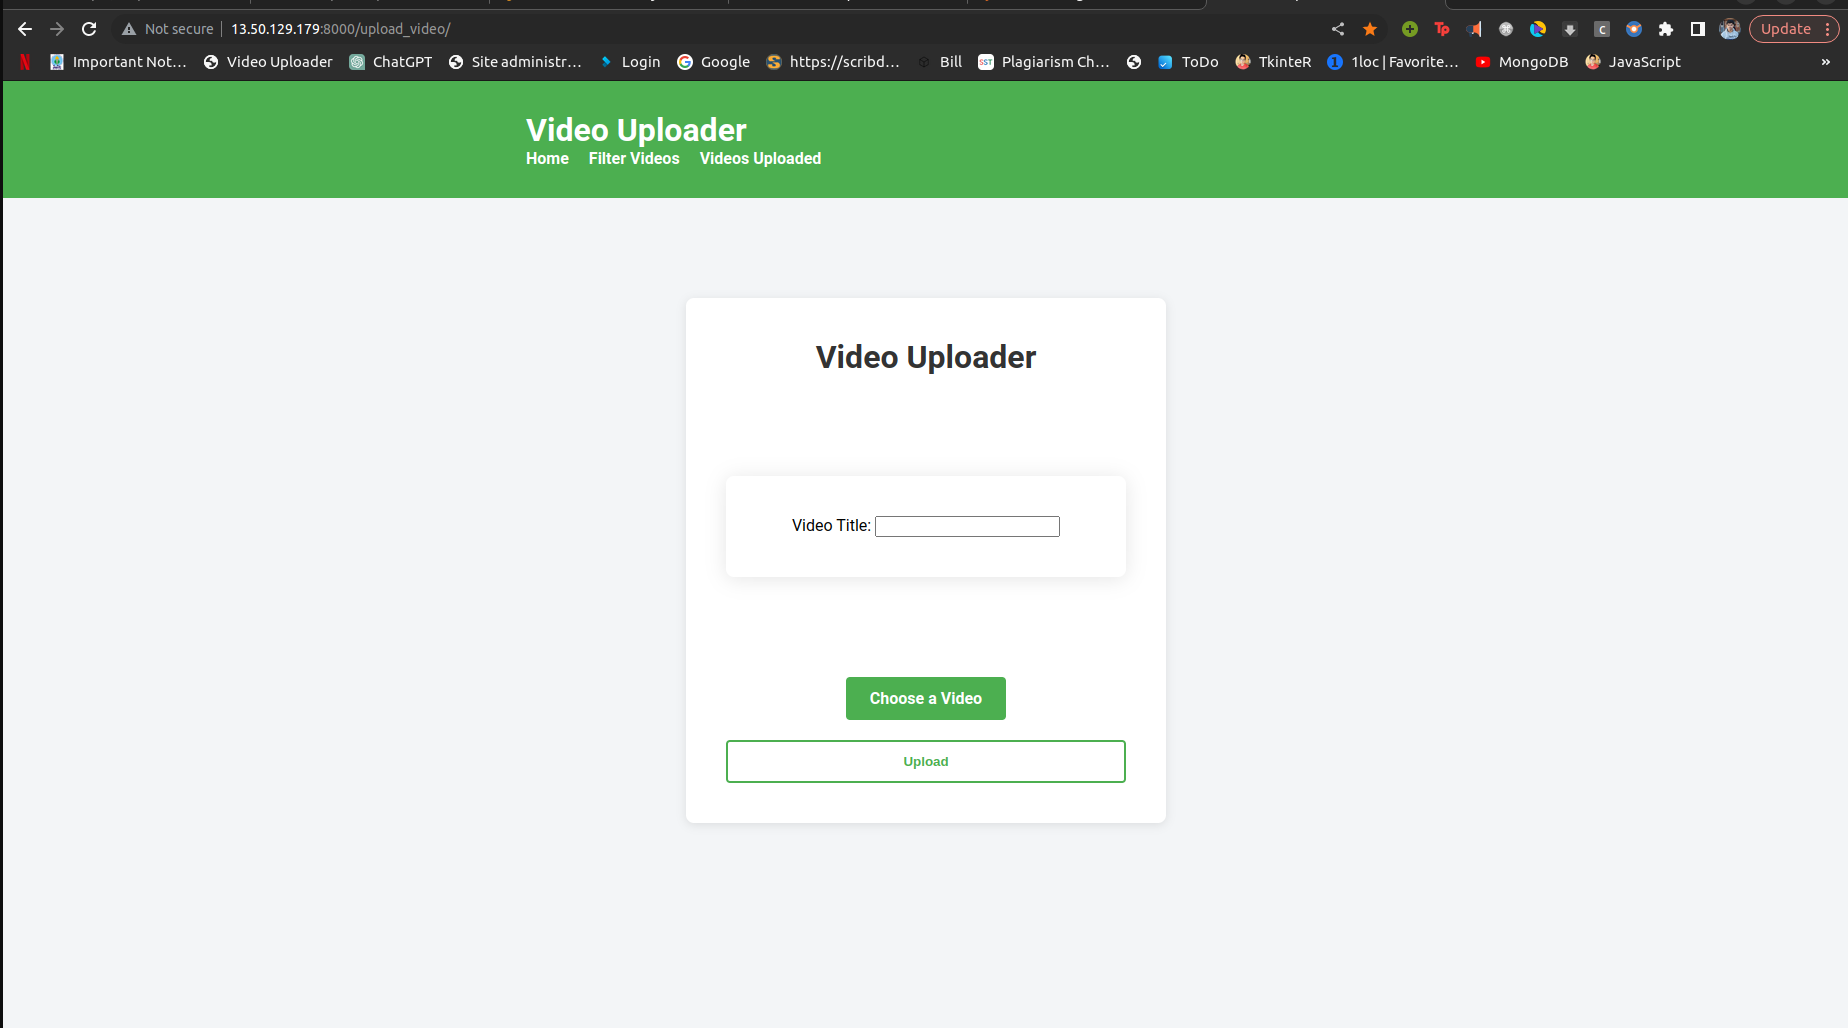 Not secure 13.50.129.179:8000/upload_video/ Update
Important Not... Video Uploader ChatGPT Site administr... Login Google https://scribd... Bill Plagiarism Ch... ToDo TkinteR 1loc | Favorite... MongoDB JavaScript »
Video Uploader
Home Filter Videos Videos Uploaded
Video Uploader
Video Title:
Choose a Video
Upload